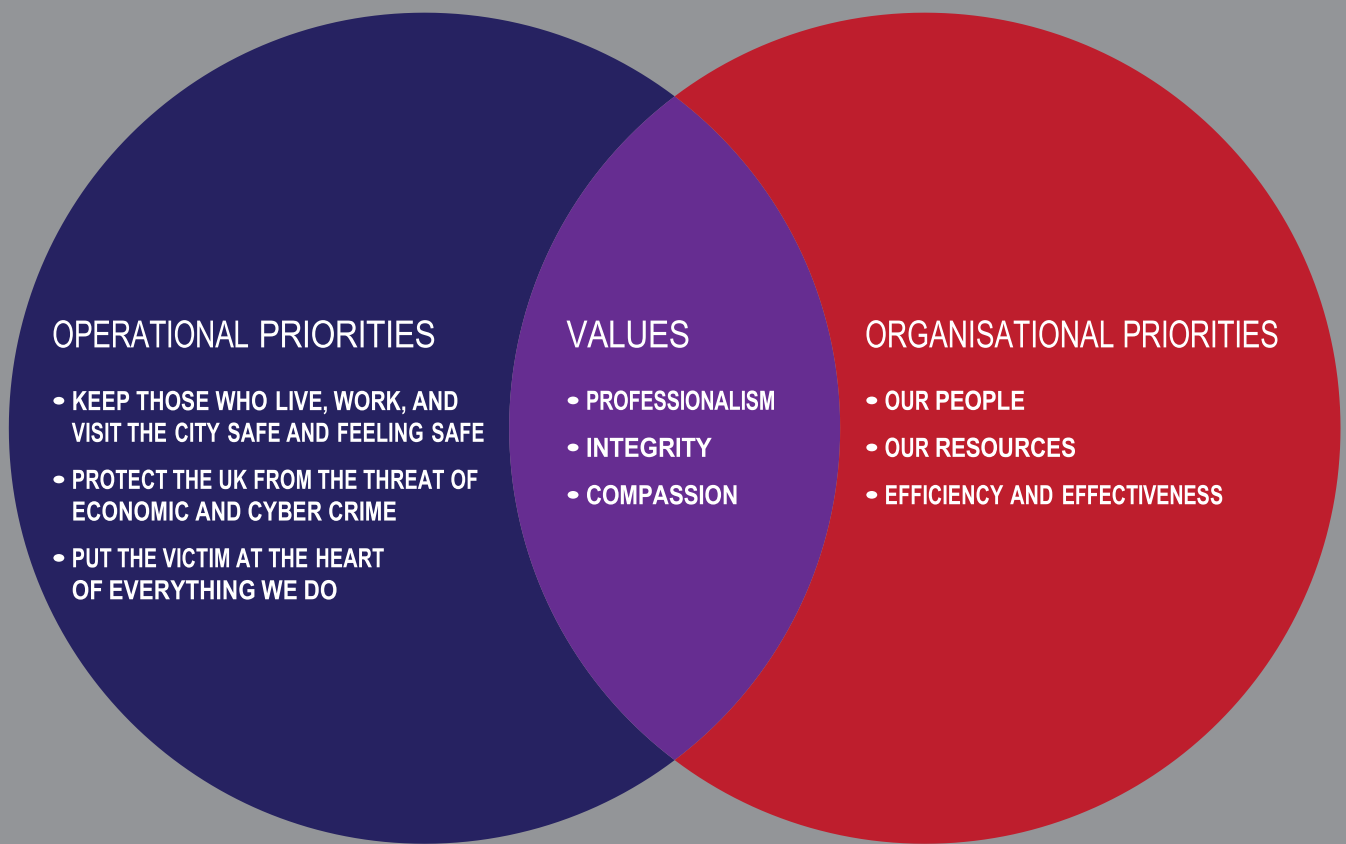 OPERATIONAL PRIORITIES
• KEEP THOSE WHO LIVE, WORK, AND
VISIT THE CITY SAFE AND FEELING SAFE
• PROTECT THE UK FROM THE THREAT OF
ECONOMIC AND CYBER CRIME
• PUT THE VICTIM AT THE HEART
OF EVERYTHING WE DO
VALUES
• PROFESSIONALISM
• INTEGRITY
• COMPASSION
ORGANISATIONAL PRIORITIES
• OUR PEOPLE
• OUR RESOURCES
• EFFICIENCY AND EFFECTIVENESS